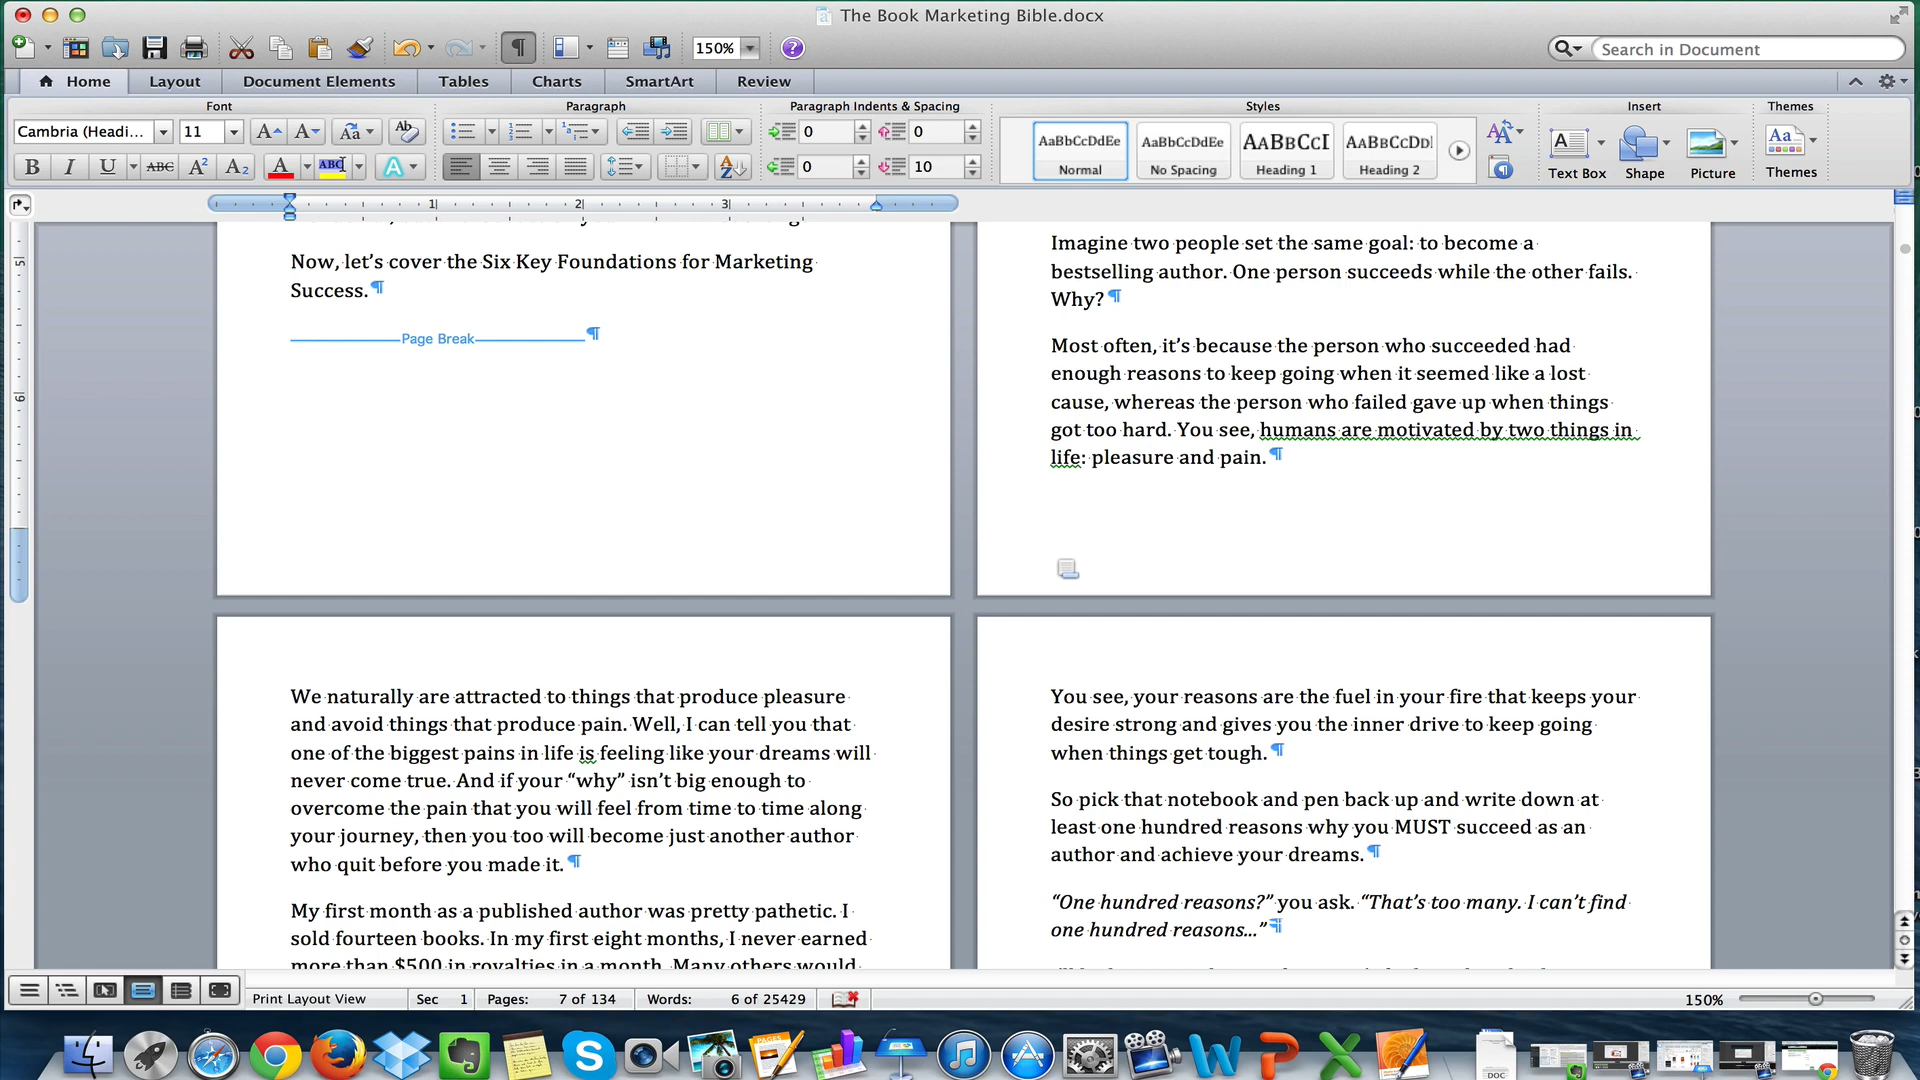 The Book Marketing Bible.docx
150%
Search in Document
Home
Layout
Document Elements
Tables
Charts
SmartArt
Review
Font
Paragraph
Paragraph Indents & Spacing
Styles
Insert
Themes
Cambria (Headi...
11
0
0
0
10
AaBbCcDdEe
Normal
AaBbCcDdEe
No Spacing
AaBbCcI
Heading 1
AaBbCcDdI
Heading 2
Text Box
Shape
Picture
Themes
Now, let’s cover the Six Key Foundations for Marketing
Success.¶
Page Break¶
Imagine two people set the same goal: to become a
bestselling author. One person succeeds while the other fails.
Why?¶
Most often, it’s because the person who succeeded had
enough reasons to keep going when it seemed like a lost
cause, whereas the person who failed gave up when things
got too hard. You see, humans are motivated by two things in
life: pleasure and pain.¶
We naturally are attracted to things that produce pleasure
and avoid things that produce pain. Well, I can tell you that
one of the biggest pains in life is feeling like your dreams will
never come true. And if your “why” isn’t big enough to
overcome the pain that you will feel from time to time along
your journey, then you too will become just another author
who quit before you made it.¶
My first month as a published author was pretty pathetic. I
sold fourteen books. In my first eight months, I never earned
more than $500 in royalties in a month. Many others would
You see, your reasons are the fuel in your fire that keeps your
desire strong and gives you the inner drive to keep going
when things get tough.¶
So pick that notebook and pen back up and write down at
least one hundred reasons why you MUST succeed as an
author and achieve your dreams.¶
“One hundred reasons?” you ask. “That’s too many. I can’t find
one hundred reasons...”¶
Print Layout View
Sec 1
Pages: 7 of 134
Words: 6 of 25429
150%